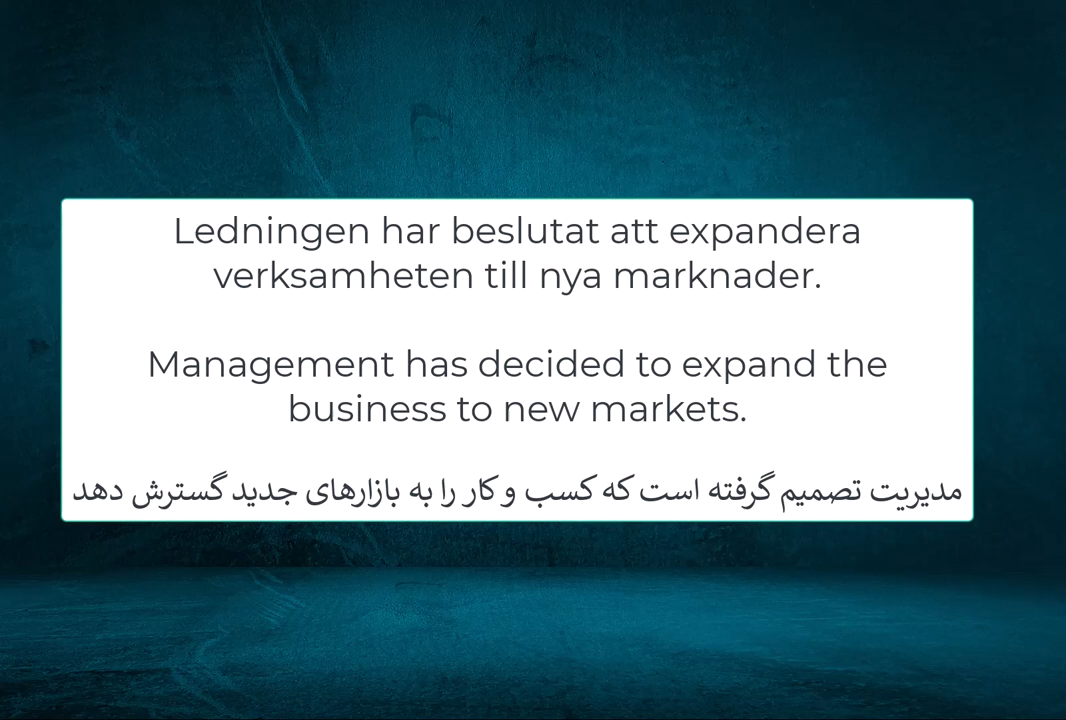 Ledningen har beslutat att expandera
verksamheten till nya marknader.
Management has decided to expand the
business to new markets.
مدیریت تصمیم گرفته است که کسب و کار را به بازارهای جدید گسترش دهد